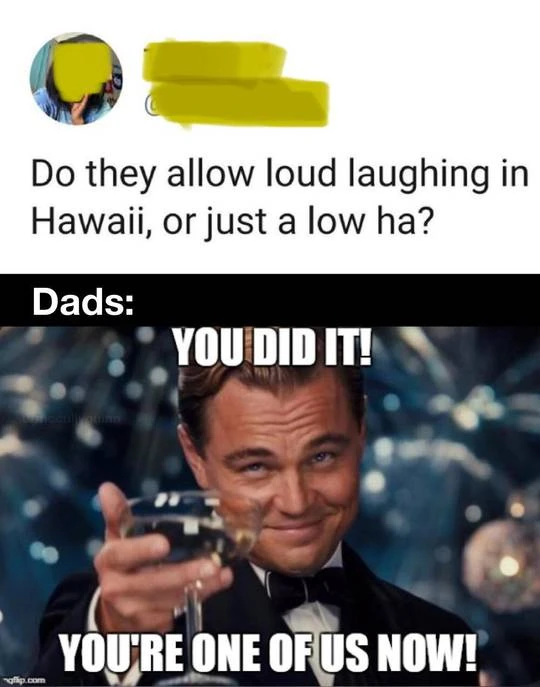 Do they allow loud laughing in
Hawaii, or just a low ha?
Dads:
YOU DID IT!
YOU'RE ONE OF US NOW!
imgflip.com